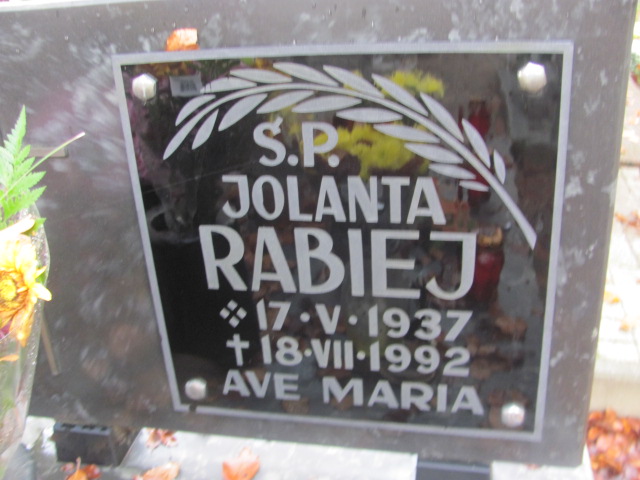 Ś.P.
JOLANTA
RABIEJ
17·V·1937
18·VII·1992
AVE MARIA